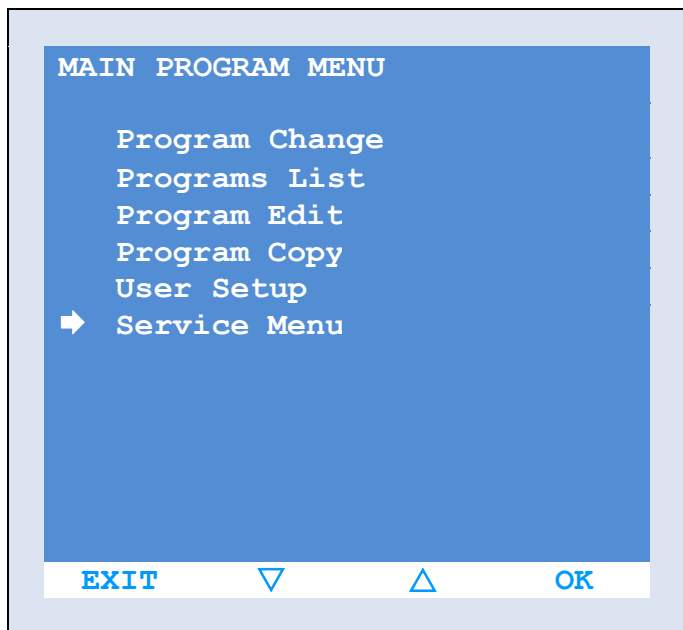 MAIN PROGRAM MENU
Program Change
Programs List
Program Edit
Program Copy
User Setup
Service Menu
EXIT ▽ △ OK